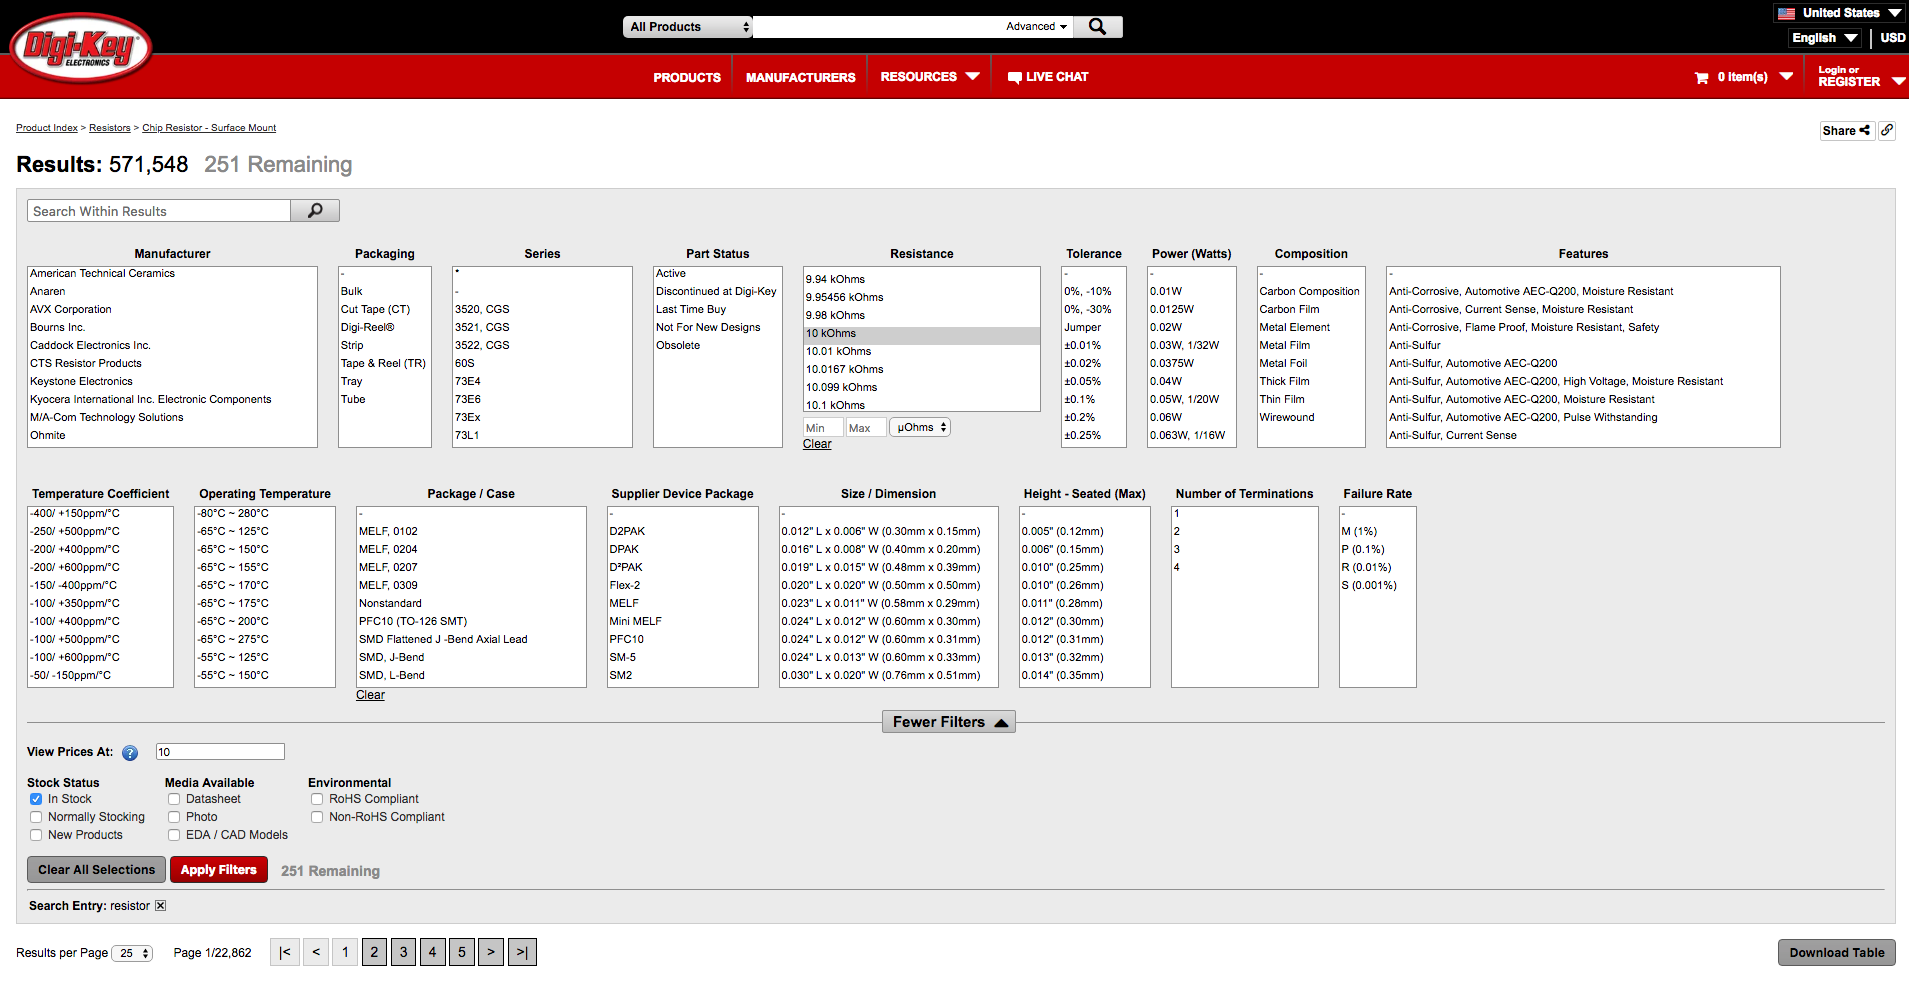 All Products
Advanced
United States
English
USD
Digi-Key
ELECTRONICS
PRODUCTS
MANUFACTURERS
RESOURCES
LIVE CHAT
0 item(s)
Login or
REGISTER
Product Index > Resistors > Chip Resistor - Surface Mount
Share
Results: 571,548 251 Remaining
Search Within Results
Manufacturer
American Technical Ceramics
Anaren
AVX Corporation
Bourns Inc.
Caddock Electronics Inc.
CTS Resistor Products
Keystone Electronics
Kyocera International Inc. Electronic Components
M/A-Com Technology Solutions
Ohmite
Packaging
-
Bulk
Cut Tape (CT)
Digi-Reel®
Strip
Tape & Reel (TR)
Tray
Tube
Series
*
-
3520, CGS
3521, CGS
3522, CGS
60S
73E4
73E6
73Ex
73L1
Part Status
Active
Discontinued at Digi-Key
Last Time Buy
Not For New Designs
Obsolete
Resistance
9.94 kOhms
9.95456 kOhms
9.98 kOhms
10 kOhms
10.01 kOhms
10.0167 kOhms
10.099 kOhms
10.1 kOhms
Min
Max
µOhms
Clear
Tolerance
-
0%, -10%
0%, -30%
Jumper
±0.01%
±0.02%
±0.05%
±0.1%
±0.2%
±0.25%
Power (Watts)
-
0.01W
0.0125W
0.02W
0.03W, 1/32W
0.0375W
0.04W
0.05W, 1/20W
0.06W
0.063W, 1/16W
Composition
-
Carbon Composition
Carbon Film
Metal Element
Metal Film
Metal Foil
Thick Film
Thin Film
Wirewound
Features
-
Anti-Corrosive, Automotive AEC-Q200, Moisture Resistant
Anti-Corrosive, Current Sense, Moisture Resistant
Anti-Corrosive, Flame Proof, Moisture Resistant, Safety
Anti-Sulfur
Anti-Sulfur, Automotive AEC-Q200
Anti-Sulfur, Automotive AEC-Q200, High Voltage, Moisture Resistant
Anti-Sulfur, Automotive AEC-Q200, Moisture Resistant
Anti-Sulfur, Automotive AEC-Q200, Pulse Withstanding
Anti-Sulfur, Current Sense
Temperature Coefficient
-400/ +150ppm/°C
-250/ +500ppm/°C
-200/ +400ppm/°C
-200/ +600ppm/°C
-150/ -400ppm/°C
-100/ +350ppm/°C
-100/ +400ppm/°C
-100/ +500ppm/°C
-100/ +600ppm/°C
-50/ -150ppm/°C
Operating Temperature
-80°C ~ 280°C
-65°C ~ 125°C
-65°C ~ 150°C
-65°C ~ 155°C
-65°C ~ 170°C
-65°C ~ 175°C
-65°C ~ 200°C
-65°C ~ 275°C
-55°C ~ 125°C
-55°C ~ 150°C
Package / Case
-
MELF, 0102
MELF, 0204
MELF, 0207
MELF, 0309
Nonstandard
PFC10 (TO-126 SMT)
SMD Flattened J -Bend Axial Lead
SMD, J-Bend
SMD, L-Bend
Clear
Supplier Device Package
-
D2PAK
DPAK
D²PAK
Flex-2
MELF
Mini MELF
PFC10
SM-5
SM2
Size / Dimension
-
0.012" L x 0.006" W (0.30mm x 0.15mm)
0.016" L x 0.008" W (0.40mm x 0.20mm)
0.019" L x 0.015" W (0.48mm x 0.39mm)
0.020" L x 0.020" W (0.50mm x 0.50mm)
0.023" L x 0.011" W (0.58mm x 0.29mm)
0.024" L x 0.012" W (0.60mm x 0.30mm)
0.024" L x 0.012" W (0.60mm x 0.31mm)
0.024" L x 0.013" W (0.60mm x 0.33mm)
0.030" L x 0.020" W (0.76mm x 0.51mm)
Height - Seated (Max)
-
0.005" (0.12mm)
0.006" (0.15mm)
0.010" (0.25mm)
0.010" (0.26mm)
0.011" (0.28mm)
0.012" (0.30mm)
0.012" (0.31mm)
0.013" (0.32mm)
0.014" (0.35mm)
Number of Terminations
1
2
3
4
Failure Rate
-
M (1%)
P (0.1%)
R (0.01%)
S (0.001%)
Fewer Filters
View Prices At: ? 10
Stock Status
In Stock
Normally Stocking
New Products
Media Available
Datasheet
Photo
EDA / CAD Models
Environmental
RoHS Compliant
Non-RoHS Compliant
Clear All Selections
Apply Filters
251 Remaining
Search Entry: resistor
Results per Page 25 Page 1/22,862 |< < 1 2 3 4 5 > >|
Download Table